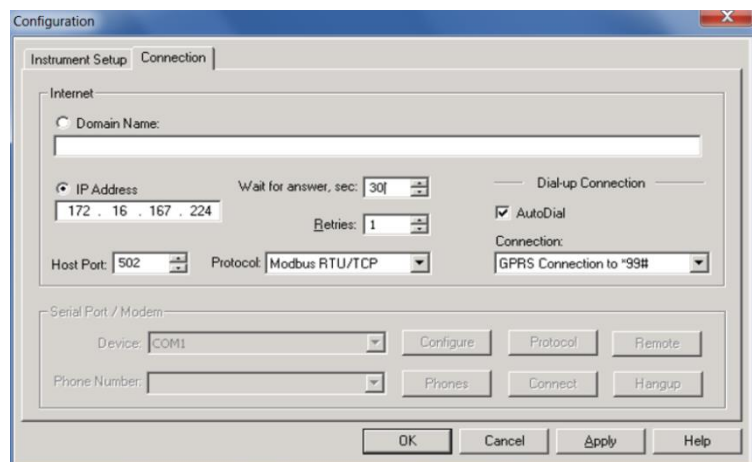 Configuration
Instrument Setup Connection
Internet
Domain Name:
IP Address Wait for answer, sec: 30 Dial-up Connection
172 . 16 . 167 . 224
Retries: 1 AutoDial
Connection:
Host Port: 502 Protocol: Modbus RTU/TCP GPRS Connection to *99#
Serial Port / Modem
Device: COM1 Configure Protocol Remote
Phone Number: Phones Connect Hangup
OK Cancel Apply Help